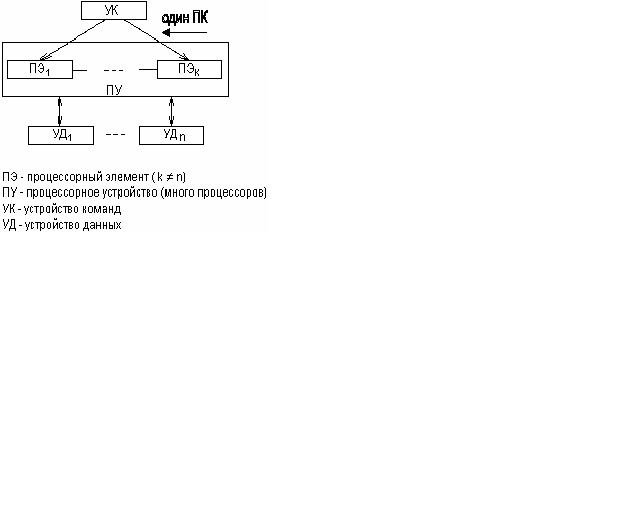 УК
один ПК
ПЭ1 --- ПЭк
ПУ
УД1 --- УДn
ПЭ - процессорный элемент ( k ≠ n)
ПУ - процессорное устройство (много процессоров)
УК - устройство команд
УД - устройство данных